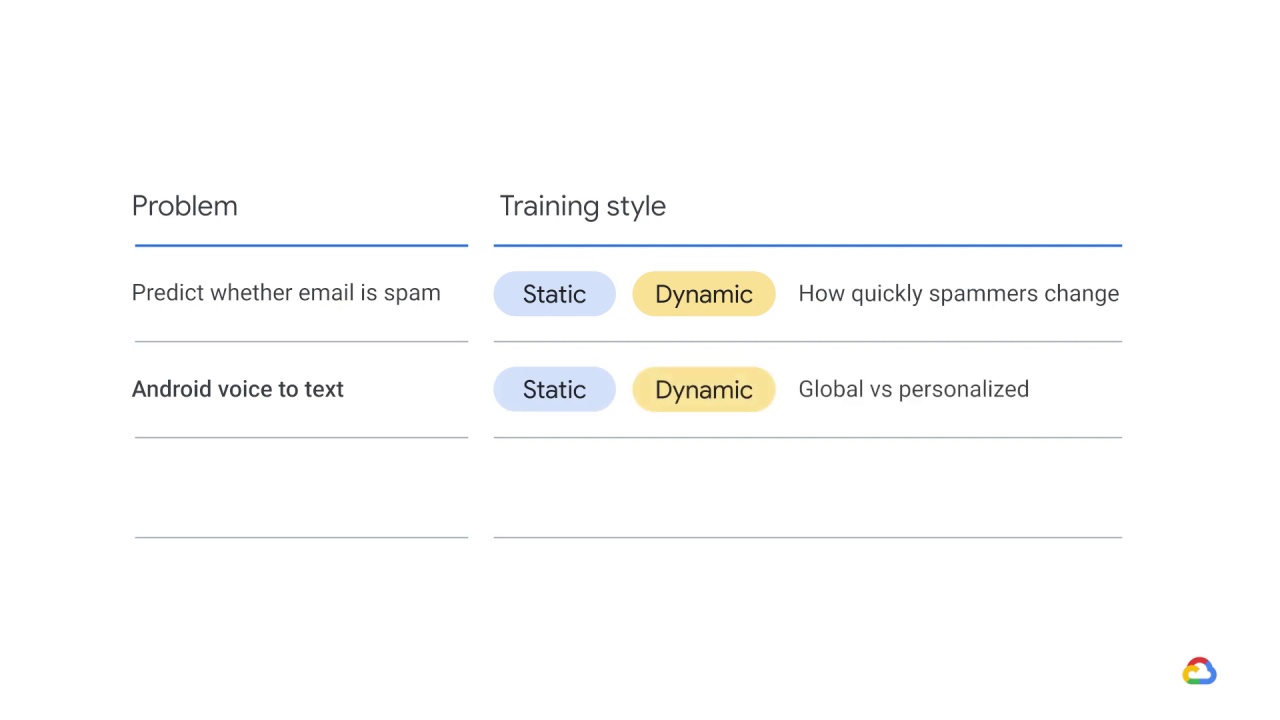 Problem
Training style
Predict whether email is spam
Static
Dynamic
How quickly spammers change
Android voice to text
Static
Dynamic
Global vs personalized